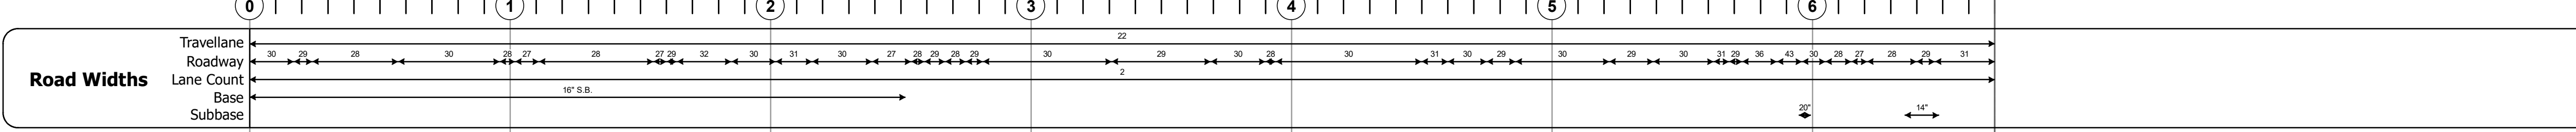 0 1 2 3 4 5 6
Road Widths
Travellane 22
Roadway 30 29 28 30 28 27 28 27 29 32 30 31 30 27 28 29 28 29 30 29 30 28 30 31 30 29 30 29 30 31 29 36 43 30 28 27 28 29 31
Lane Count 2
Base 16" S.B.
Subbase 20" 14"